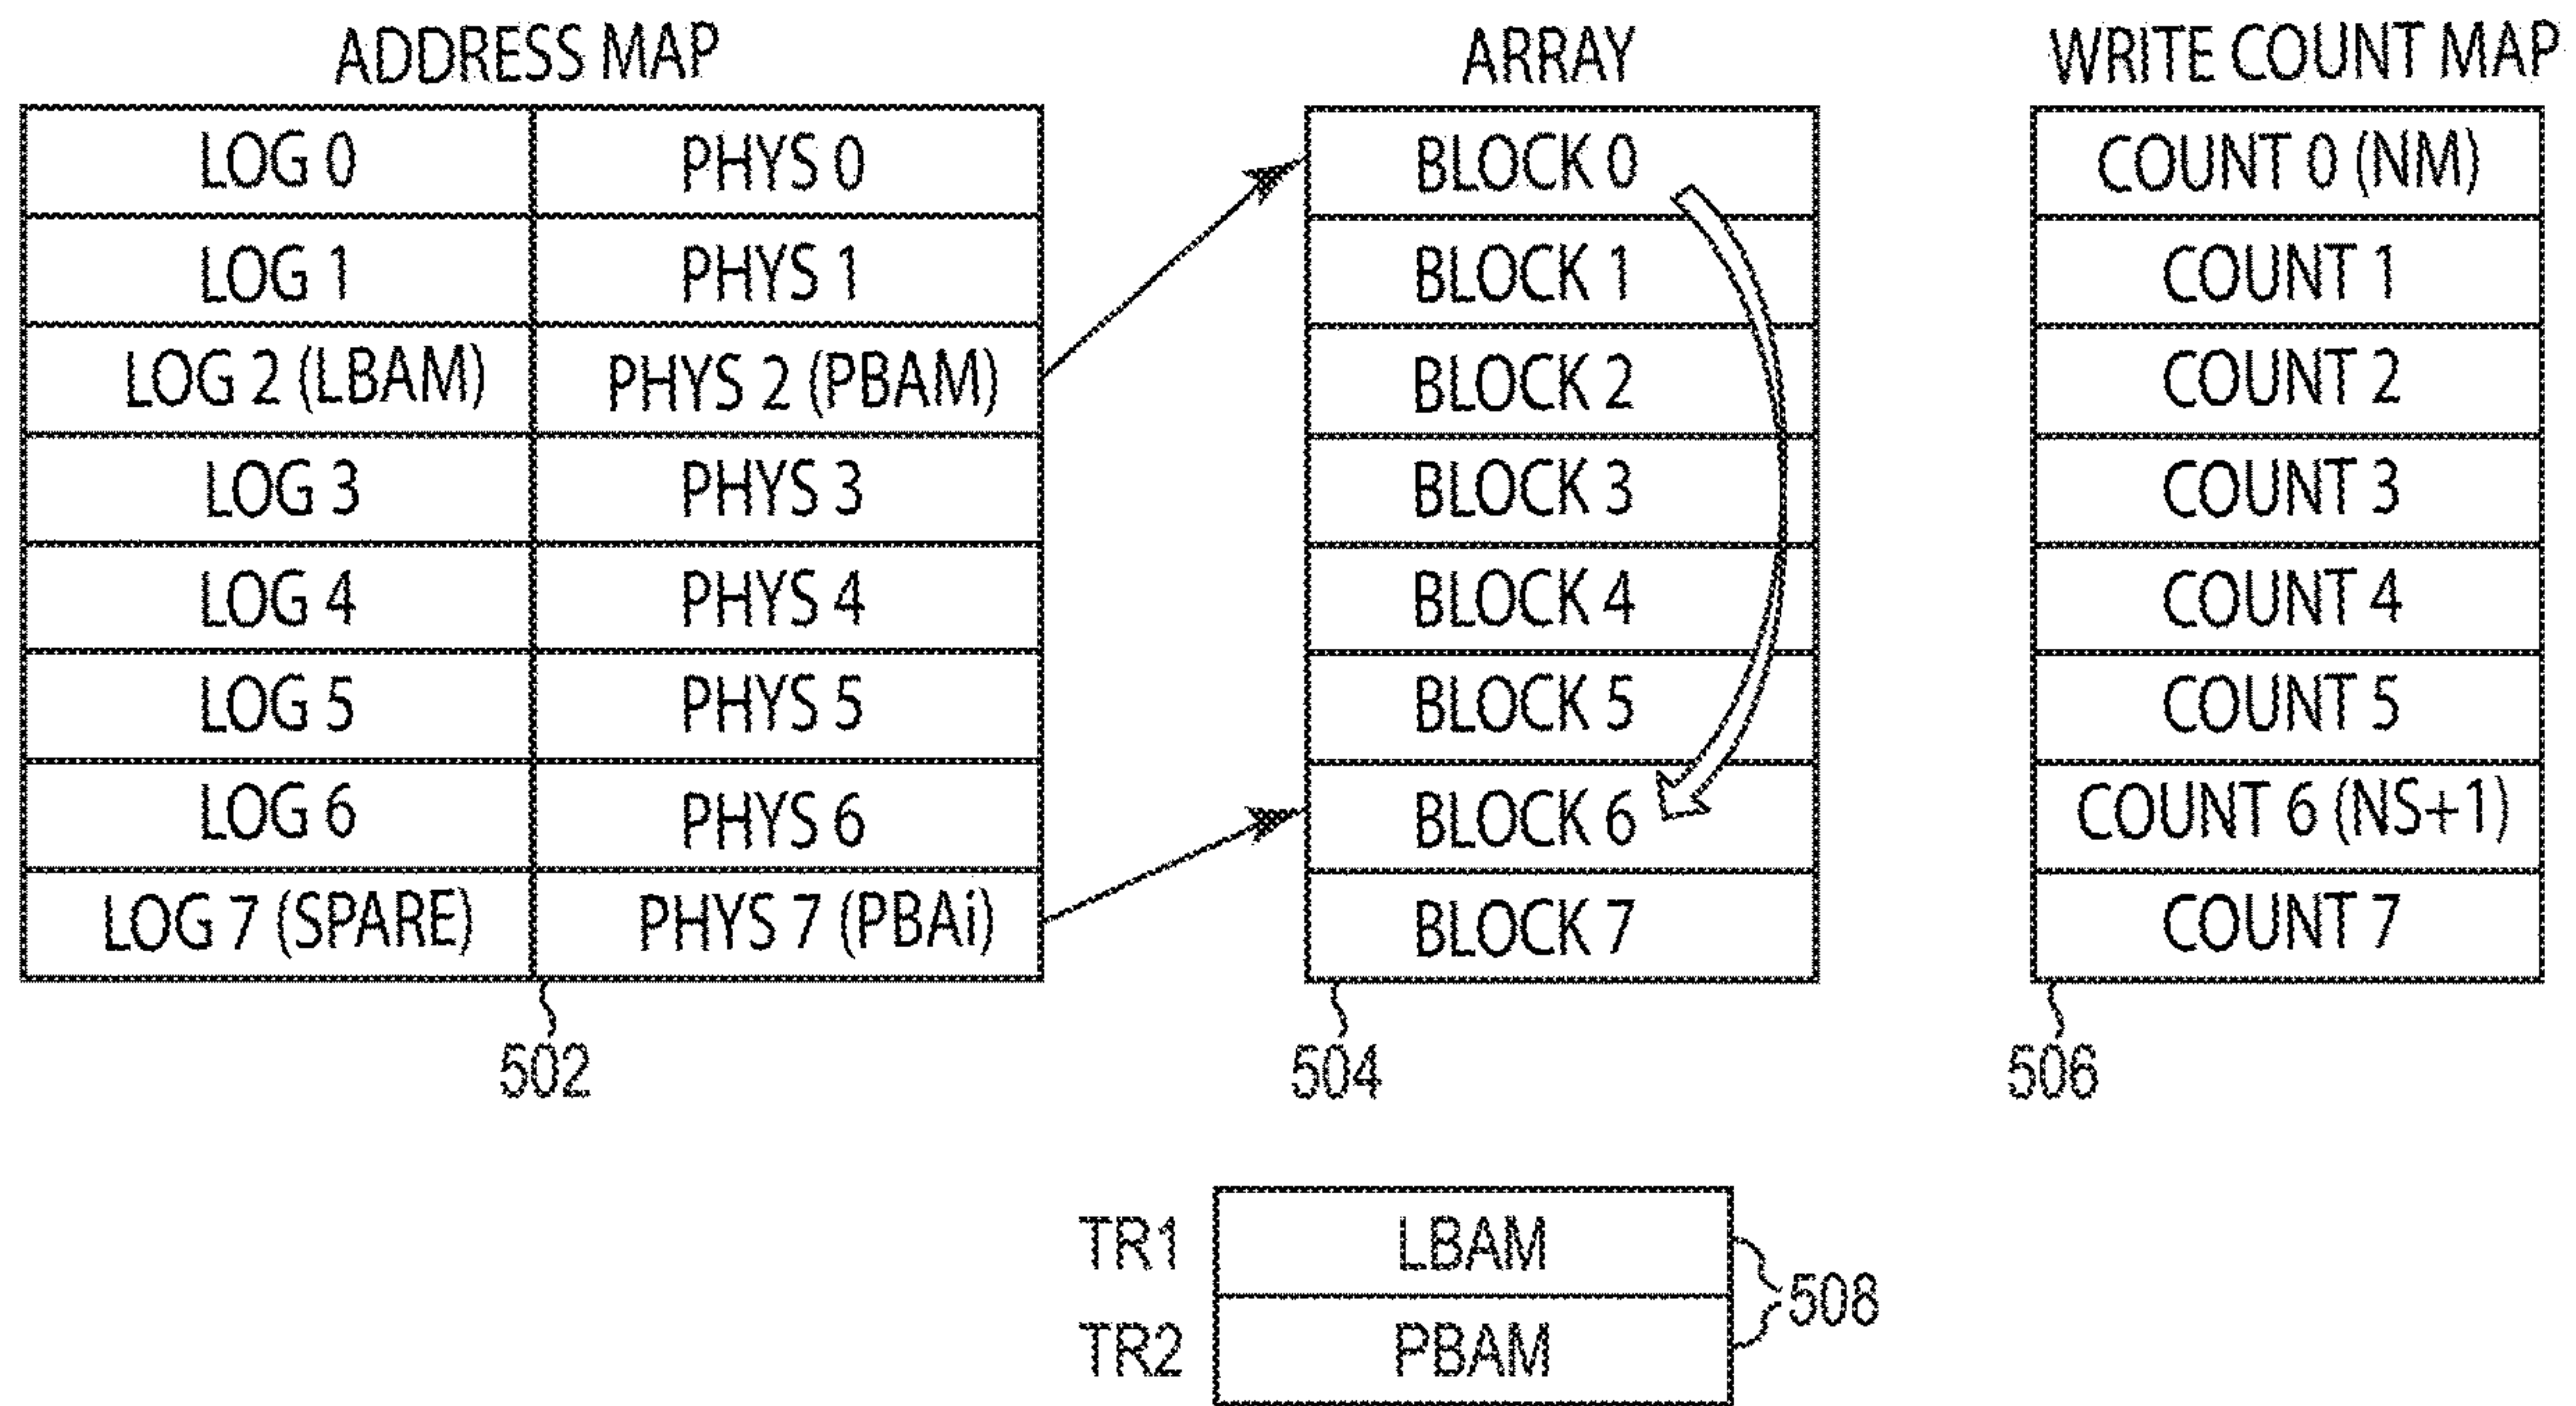 ADDRESS MAP ARRAY WRITE COUNT MAP
LOG 0 PHYS 0 BLOCK 0 COUNT 0 (NM)
LOG 1 PHYS 1 BLOCK 1 COUNT 1
LOG 2 (LBAM) PHYS 2 (PBAM) BLOCK 2 COUNT 2
LOG 3 PHYS 3 BLOCK 3 COUNT 3
LOG 4 PHYS 4 BLOCK 4 COUNT 4
LOG 5 PHYS 5 BLOCK 5 COUNT 5
LOG 6 PHYS 6 BLOCK 6 COUNT 6 (NS+1)
LOG 7 (SPARE) PHYS 7 (PBAi) BLOCK 7 COUNT 7
502 504 506
TR1 LBAM
508
TR2 PBAM